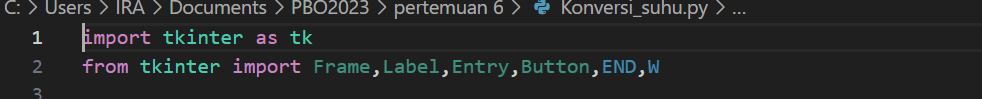 C: > Users > IRA > Documents > PBO2023 > pertemuan 6 > Konversi_suhu.py > ...
1 import tkinter as tk
2 from tkinter import Frame,Label,Entry,Button,END,W
3